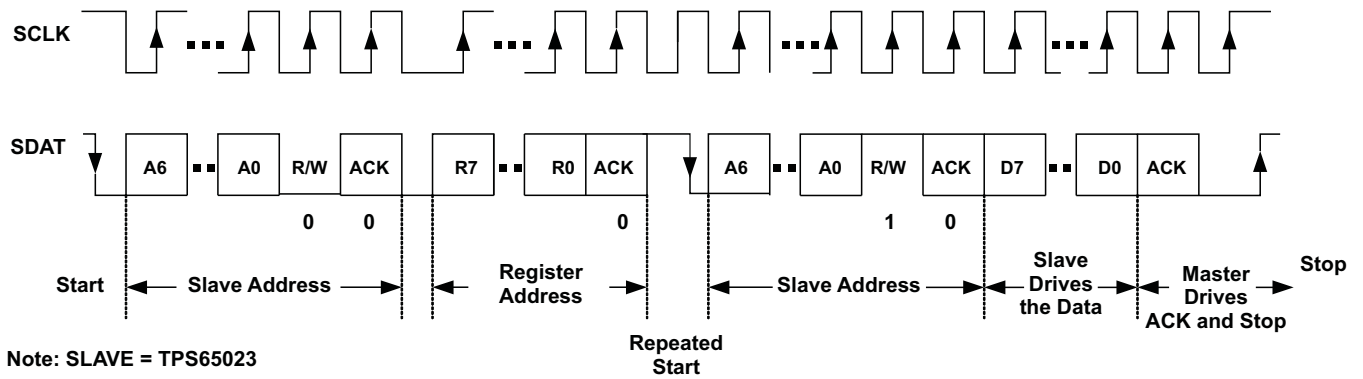 SCLK
SDAT
A6 A0 R/W ACK R7 R0 ACK A6 A0 R/W ACK D7 D0 ACK
0 0 0 1 0
Start
Slave Address
Register
Address
Repeated
Start
Slave Address
Slave
Drives
the Data
Master
Drives
ACK and Stop
Stop
Note: SLAVE = TPS65023